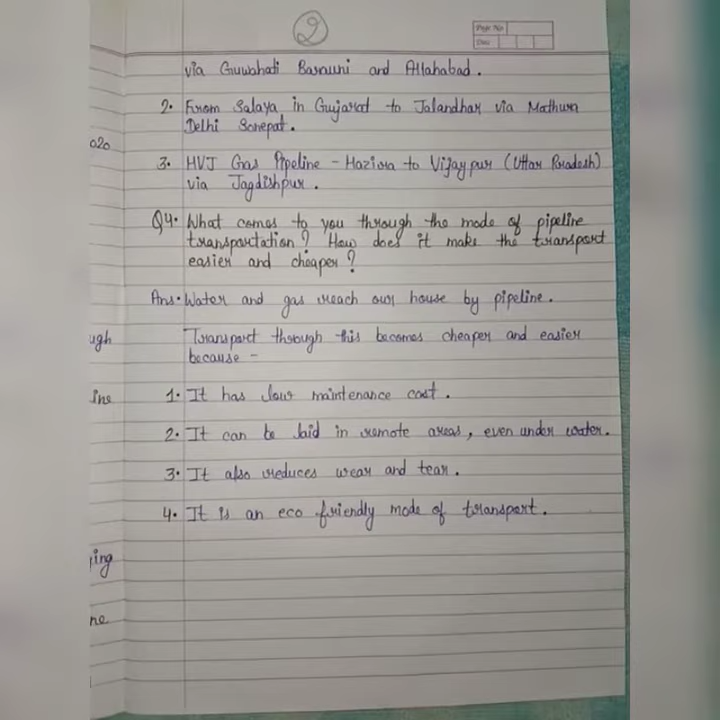 2
Page No.
Date
via Guwahati Barauni and Allahabad.
2. From Salaya in Gujarat to Jalandhar via Mathura
Delhi Sonepat.
3. HVJ Gas Pipeline - Hazira to Vijaypur (Uttar Pradesh)
via Jagdishpur.
Q4. What comes to you through the mode of pipeline
transportation? How does it make the transport
easier and cheaper?
Ans. Water and gas reach our house by pipeline.
Transport through this becomes cheaper and easier
because -
1. It has low maintenance cost.
2. It can be laid in remote areas, even under water.
3. It also reduces wear and tear.
4. It is an eco friendly mode of transport.
020
ugh
ine
ying
ne